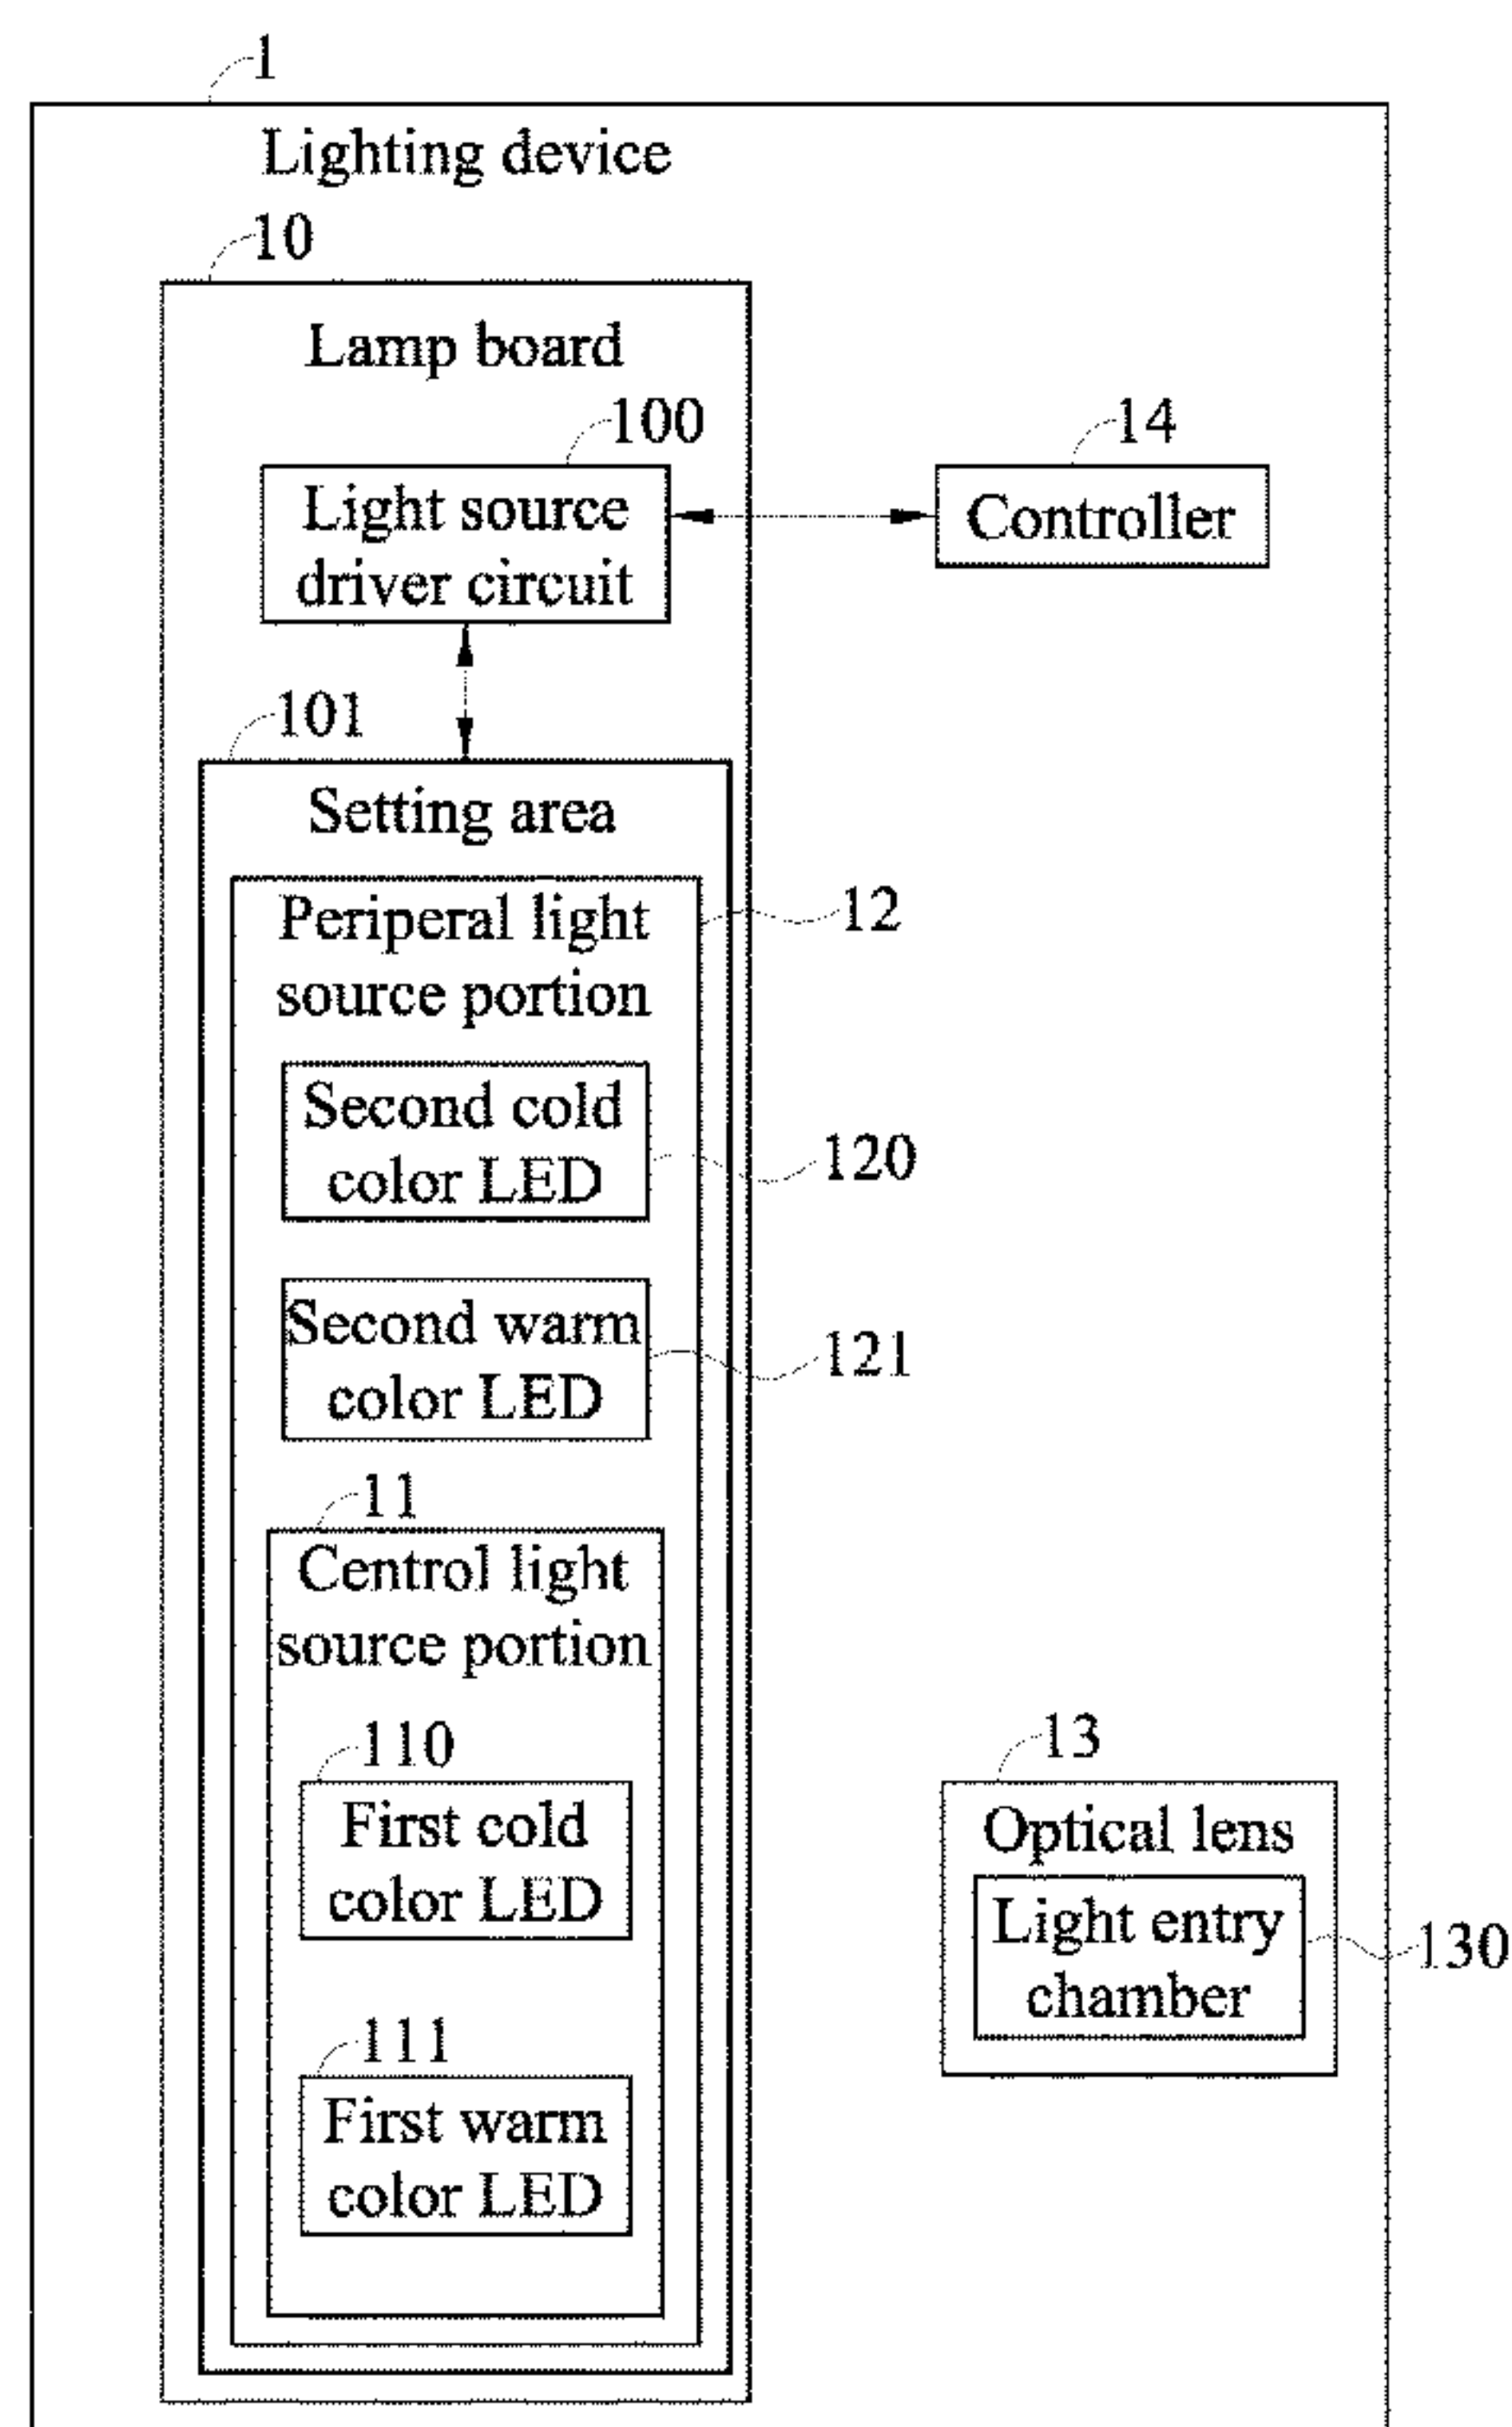 1
Lighting device
10
Lamp board
100
Light source
driver circuit
14
Controller
101
Setting area
Periperal light
source portion
12
Second cold
color LED
120
Second warm
color LED
121
11
Centrol light
source portion
110
First cold
color LED
111
First warm
color LED
13
Optical lens
Light entry
chamber
130